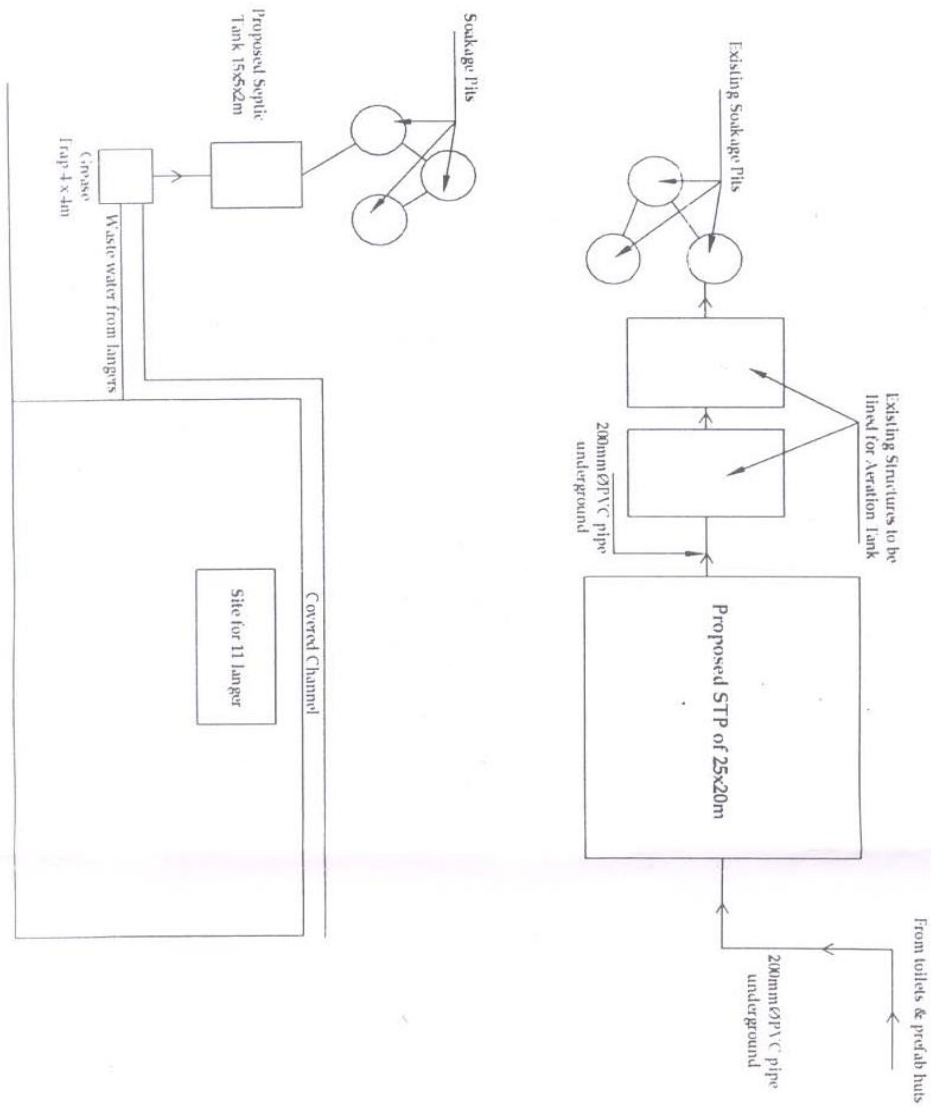 From toilets & prefab huts
Existing Structures to be
lined for Aeration Tank
200mmØPVC pipe
underground
Existing Soakage Pits
Proposed STP of 25x20m
200mmØPVC pipe
underground
Soakage Pits
Covered Channel
Proposed Septic
Tank 15x5x2m
Site for 11 langer
Waste water from langers
Grease
Trap 4 x 4m